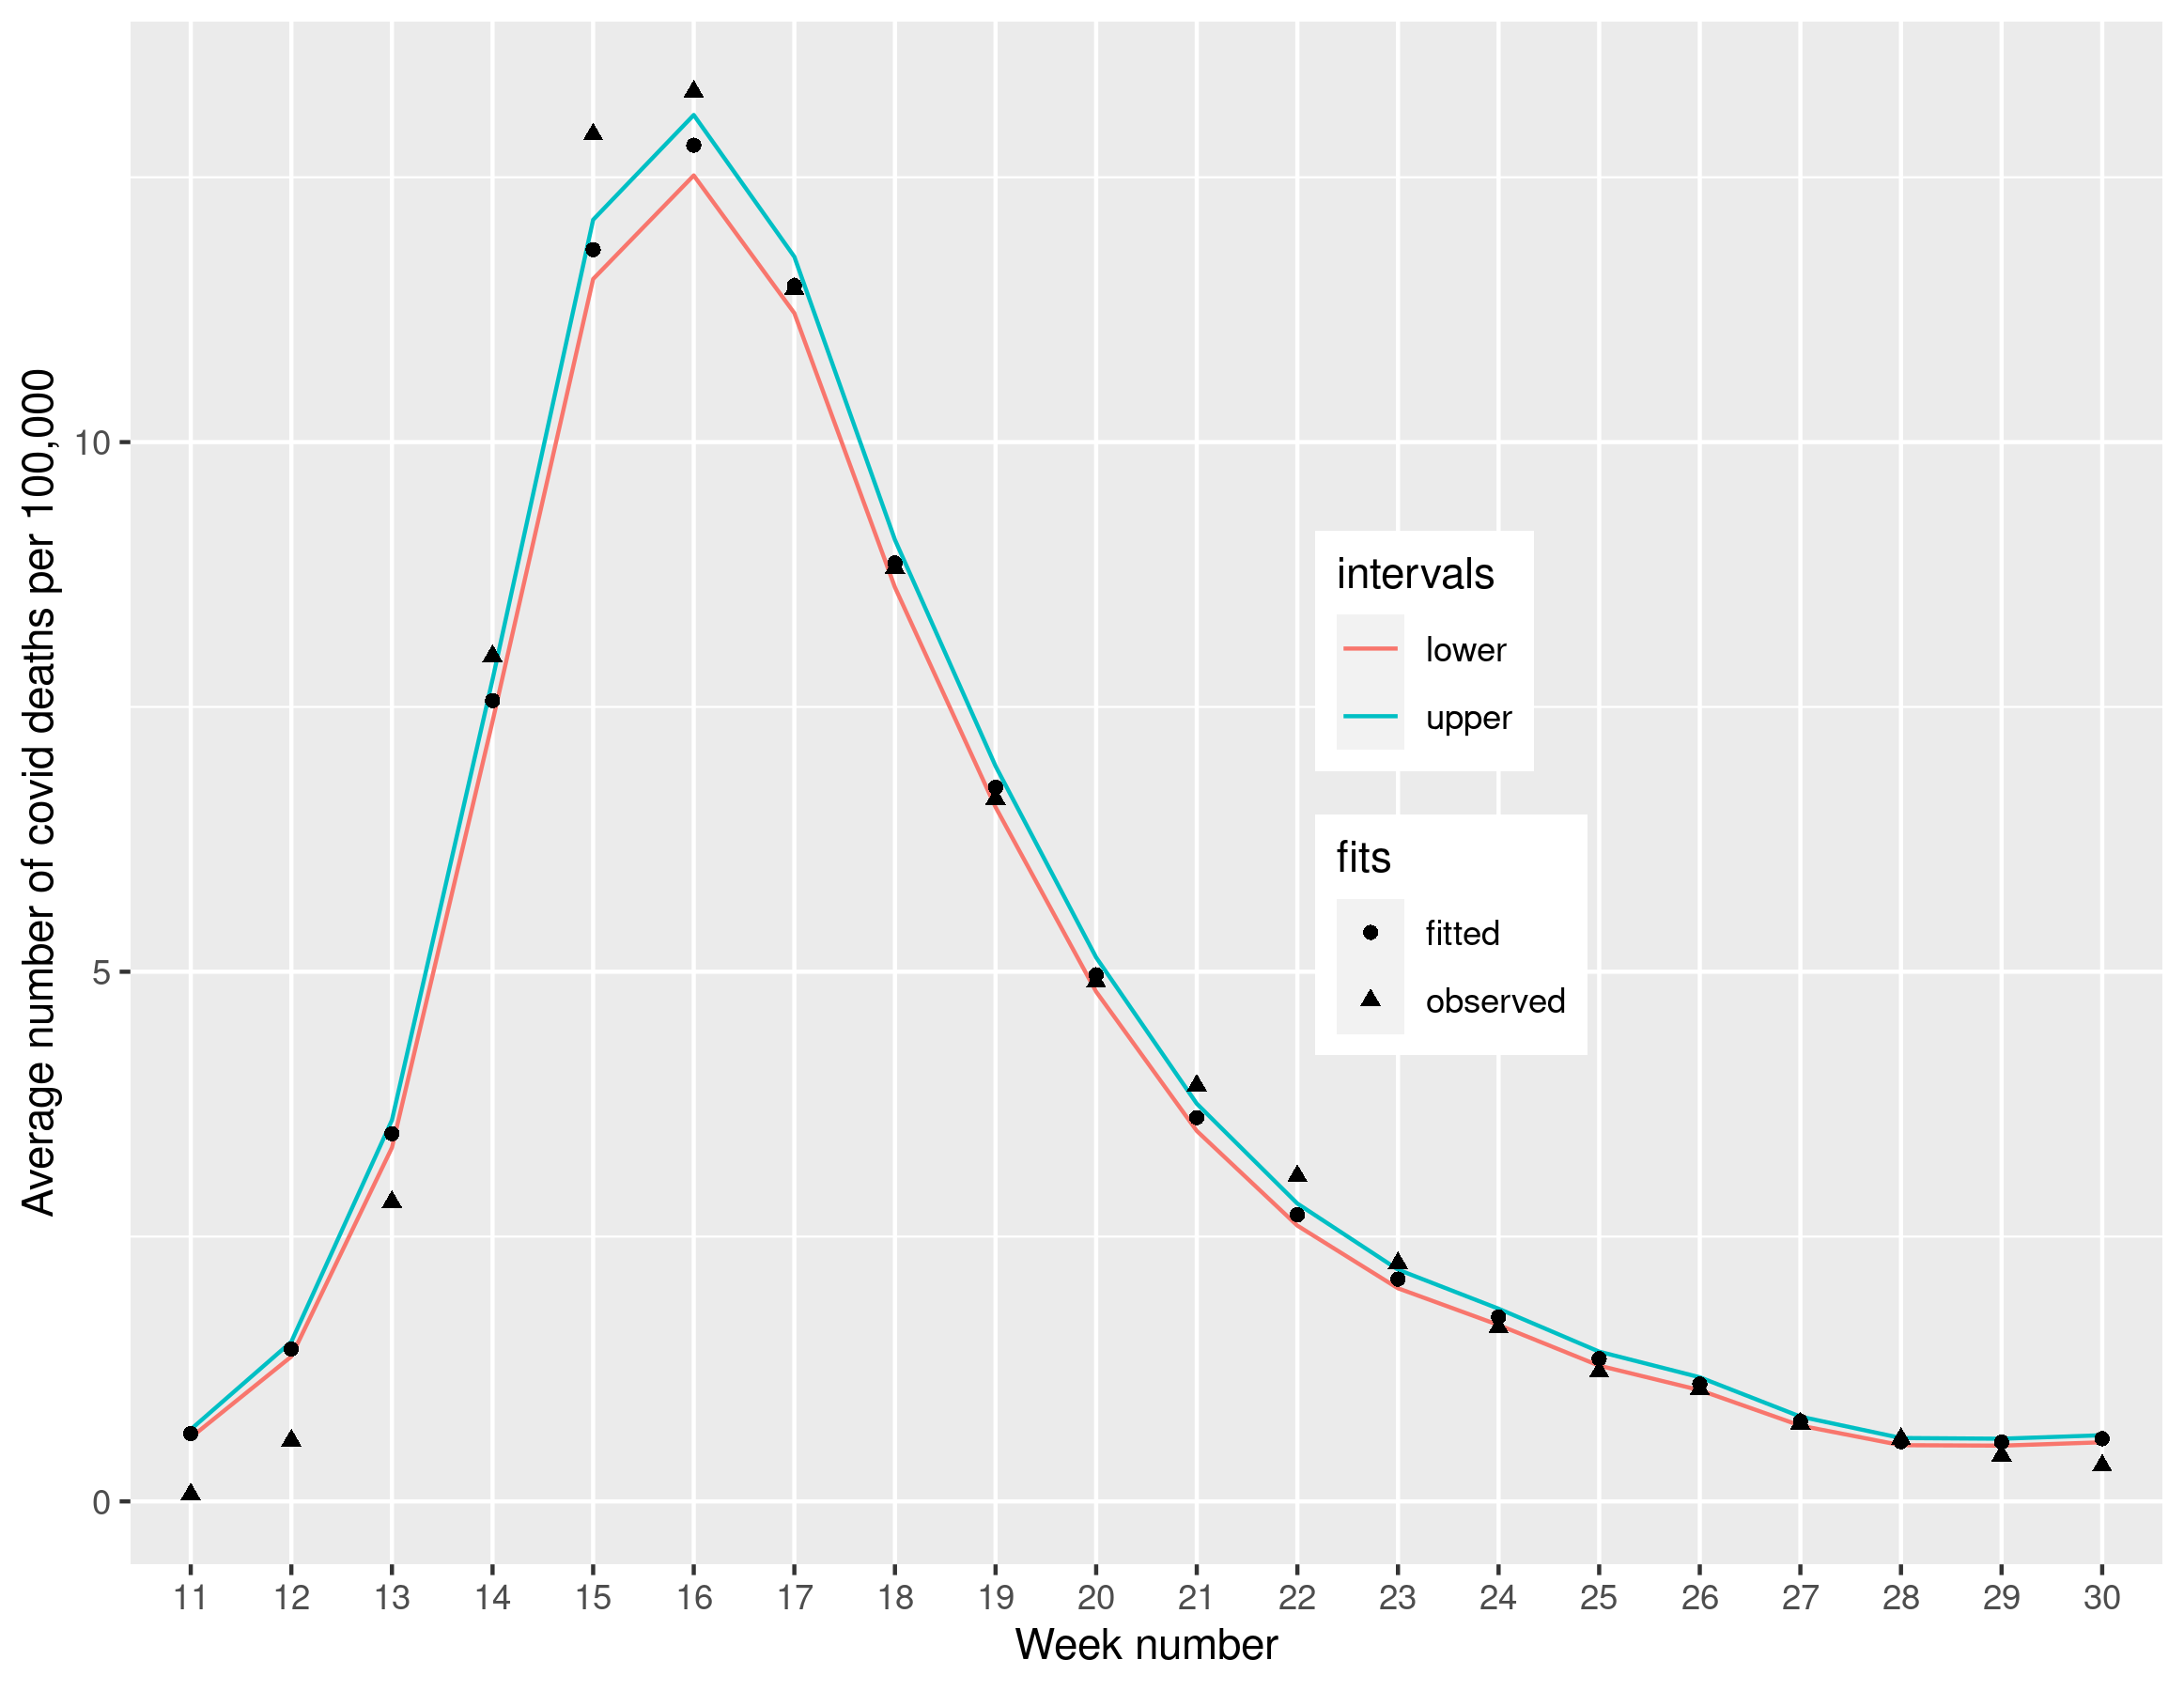 Average number of covid deaths per 100,000
10
5
0
intervals
lower
upper
fits
fitted
observed
11 12 13 14 15 16 17 18 19 20 21 22 23 24 25 26 27 28 29 30
Week number